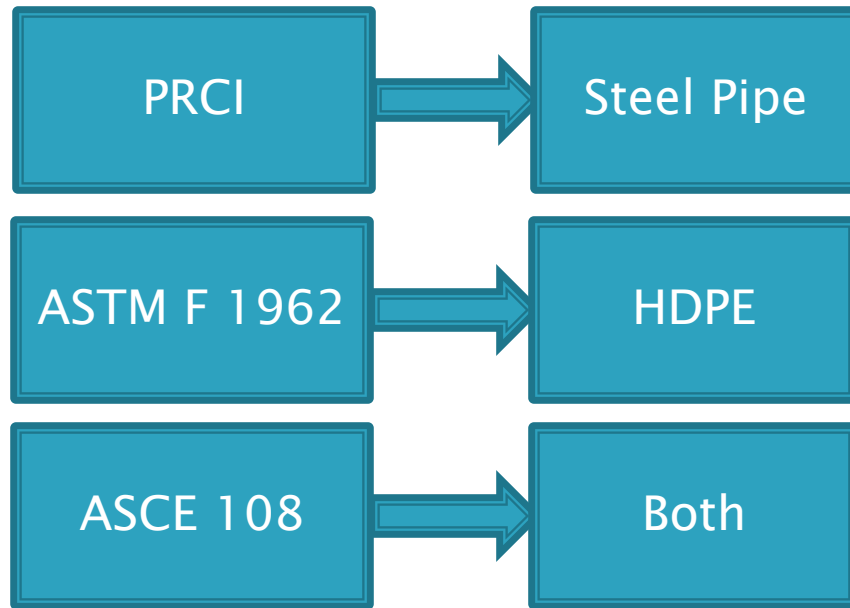 PRCI
Steel Pipe
ASTM F 1962
HDPE
ASCE 108
Both